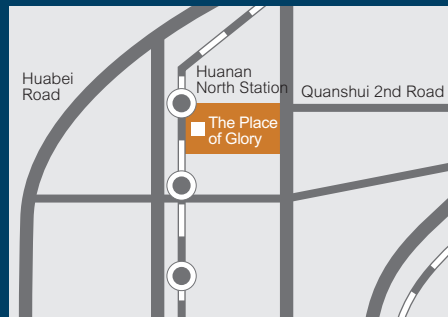 Huabei
Road
Huanan
North Station
Quanshui 2nd Road
The Place
of Glory